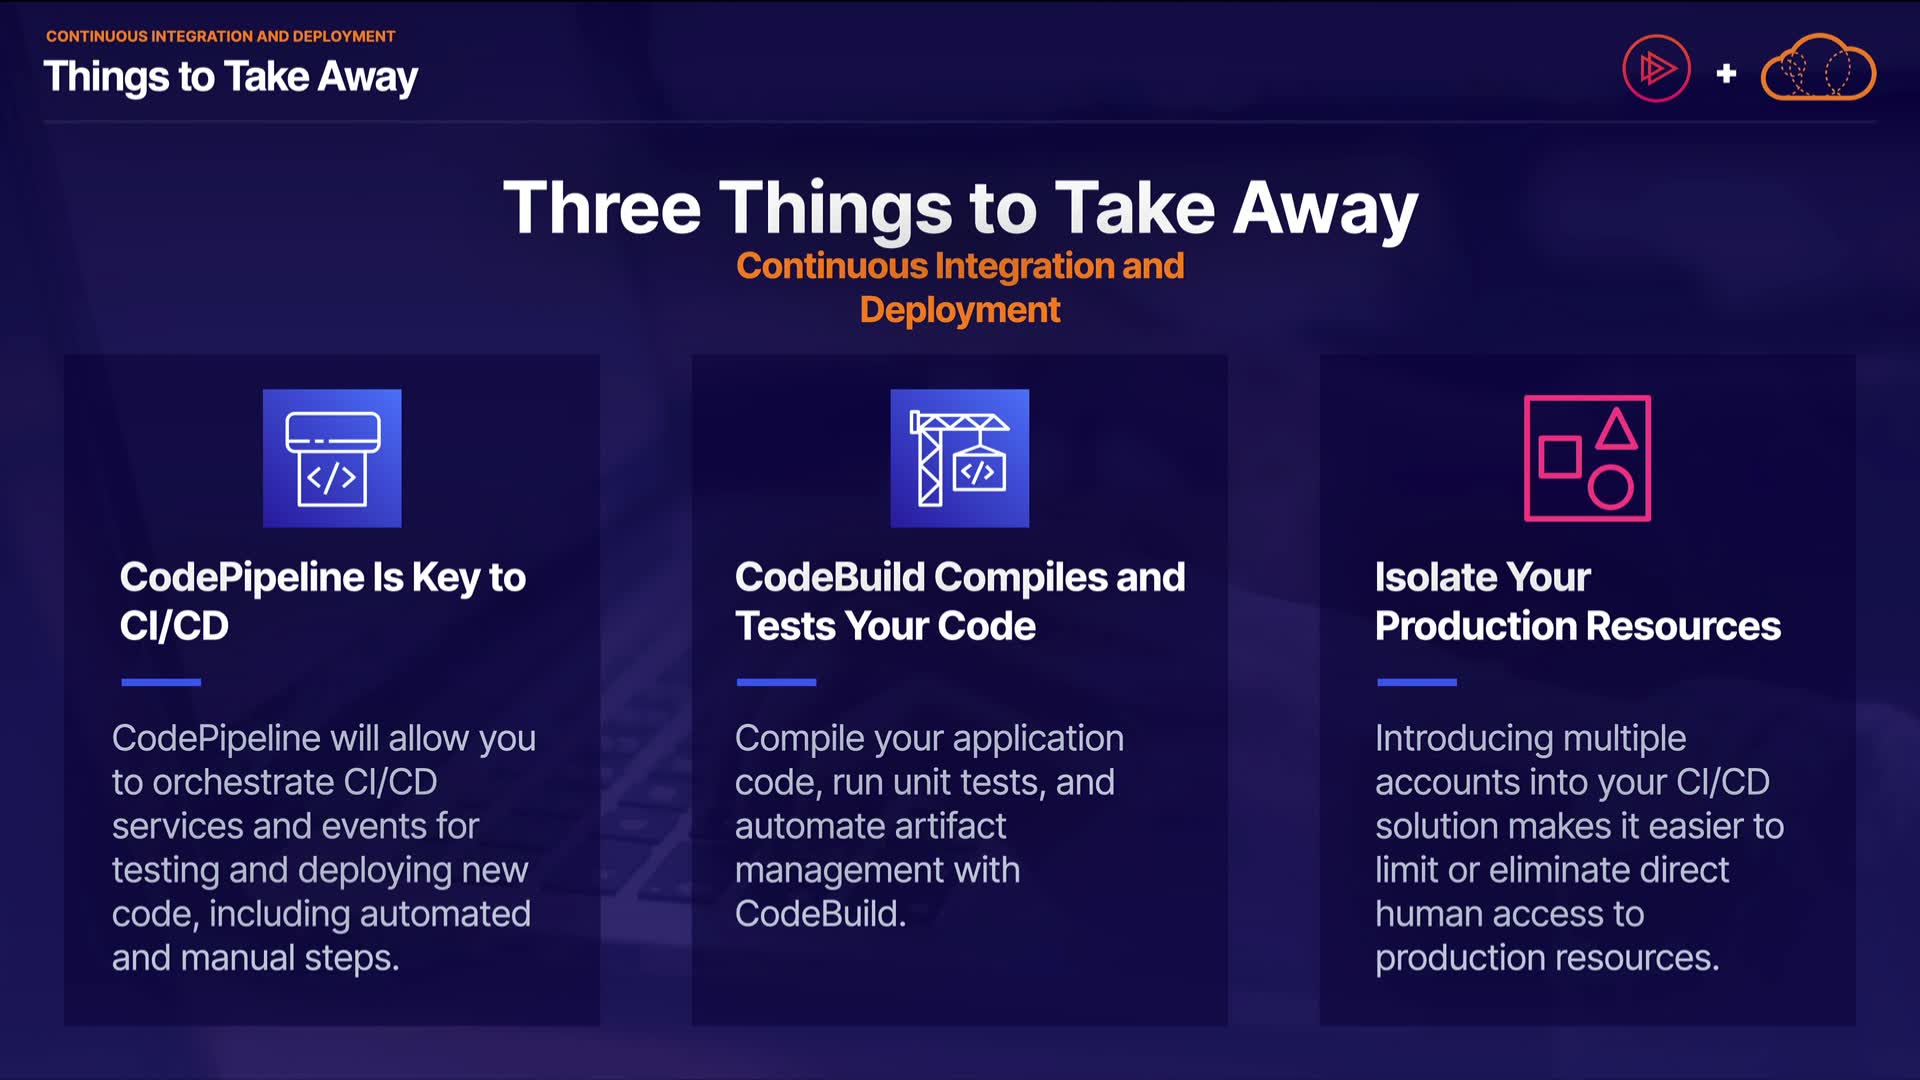 CONTINUOUS INTEGRATION AND DEPLOYMENT
Things to Take Away
+
Three Things to Take Away
Continuous Integration and
Deployment
</>
CodePipeline Is Key to
CI/CD
CodePipeline will allow you
to orchestrate CI/CD
services and events for
testing and deploying new
code, including automated
and manual steps.
</>
CodeBuild Compiles and
Tests Your Code
Compile your application
code, run unit tests, and
automate artifact
management with
CodeBuild.
Isolate Your
Production Resources
Introducing multiple
accounts into your CI/CD
solution makes it easier to
limit or eliminate direct
human access to
production resources.